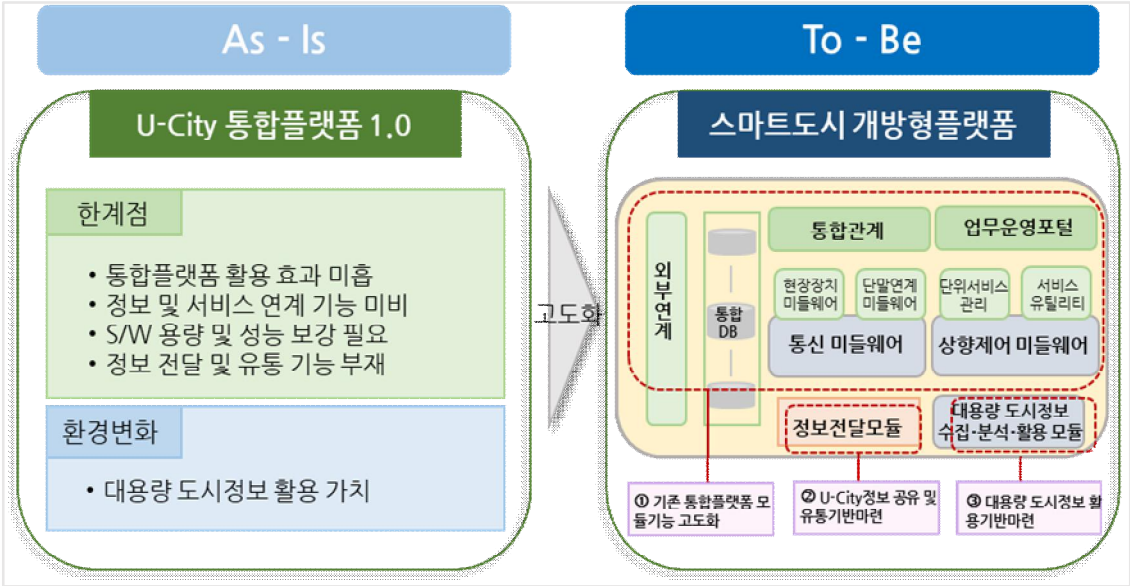 As - Is
To - Be
U-City 통합플랫폼 1.0
한계점
• 통합플랫폼 활용 효과 미흡
• 정보 및 서비스 연계 기능 미비
• S/W 용량 및 성능 보강 필요
• 정보 전달 및 유통 기능 부재
환경변화
• 대용량 도시정보 활용 가치
고도화
스마트도시 개방형플랫폼
외부연계
통합
DB
통합관계
업무운영포털
현장장치
미들웨어
단말연계
미들웨어
단위서비스
관리
서비스
유틸리티
통신 미들웨어
상향제어 미들웨어
정보전달모듈
대용량 도시정보
수집·분석·활용 모듈
① 기존 통합플랫폼 모
듈기능 고도화
② U-City정보 공유 및
유통기반마련
③ 대용량 도시정보 활
용기반마련